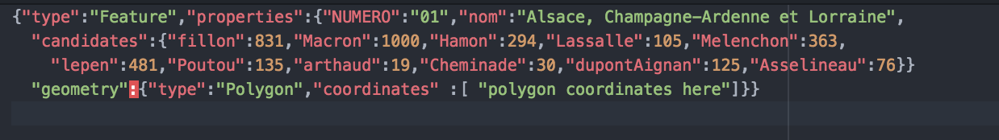 {"type":"Feature","properties":{"NUMERO":"01","nom":"Alsace, Champagne-Ardenne et Lorraine",
"candidates":{"fillon":831,"Macron":1000,"Hamon":294,"Lassalle":105,"Melenchon":363,
"lepen":481,"Poutou":135,"arthaud":19,"Cheminade":30,"dupontAignan":125,"Asselineau":76}}
"geometry":{"type":"Polygon","coordinates" :[ "polygon coordinates here"]}}